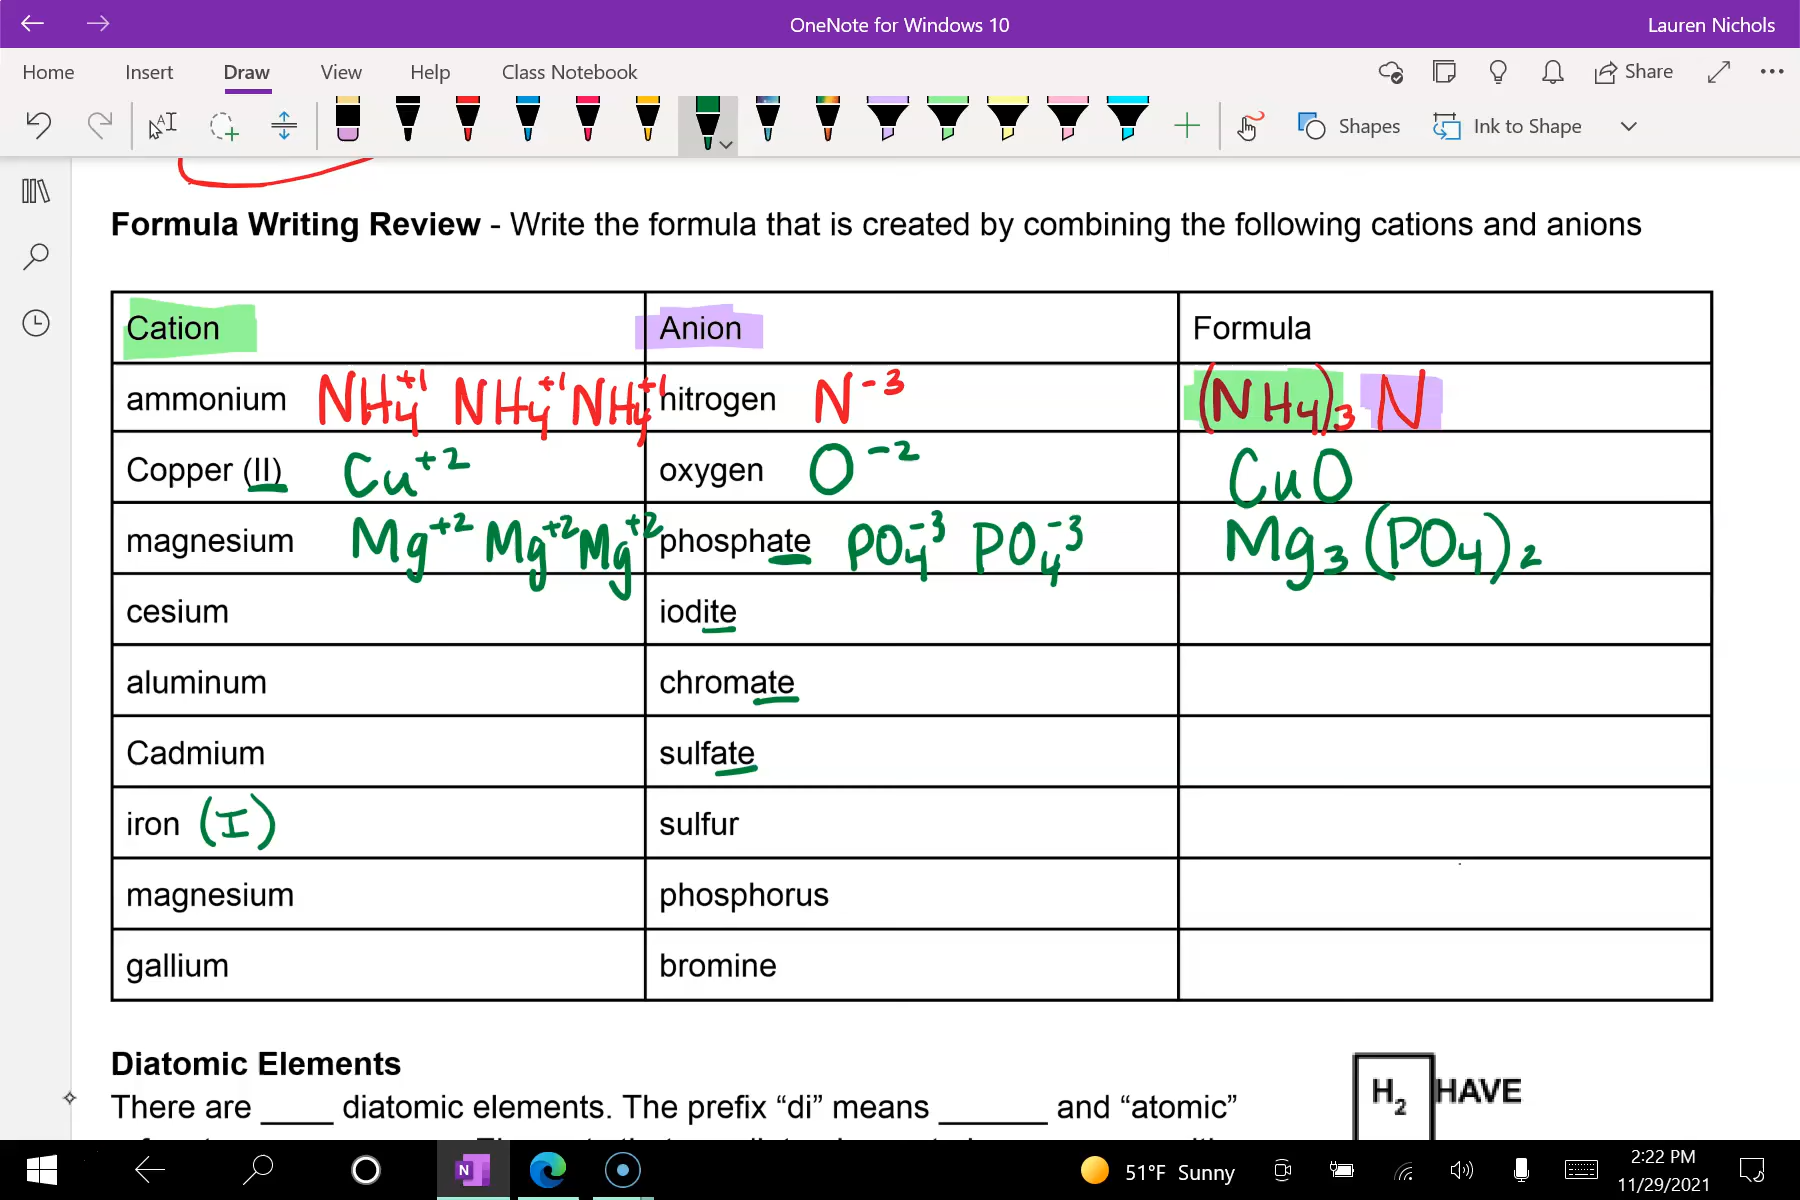 OneNote for Windows 10 Lauren Nichols
Home Insert Draw View Help Class Notebook Share
Shapes Ink to Shape
Formula Writing Review - Write the formula that is created by combining the following cations and anions
Cation Anion Formula
ammonium NH₄⁺¹ NH₄⁺¹ NH₄⁺¹ nitrogen N⁻³ (NH₄)₃ N
Copper (II) Cu⁺² oxygen O⁻² CuO
magnesium Mg⁺² Mg⁺² Mg⁺² phosphate PO₄⁻³ PO₄⁻³ Mg₃(PO₄)₂
cesium iodite
aluminum chromate
Cadmium sulfate
iron (I) sulfur
magnesium phosphorus
gallium bromine
Diatomic Elements
There are ____ diatomic elements. The prefix “di” means ______ and “atomic”
H₂ HAVE
51°F Sunny 2:22 PM
11/29/2021